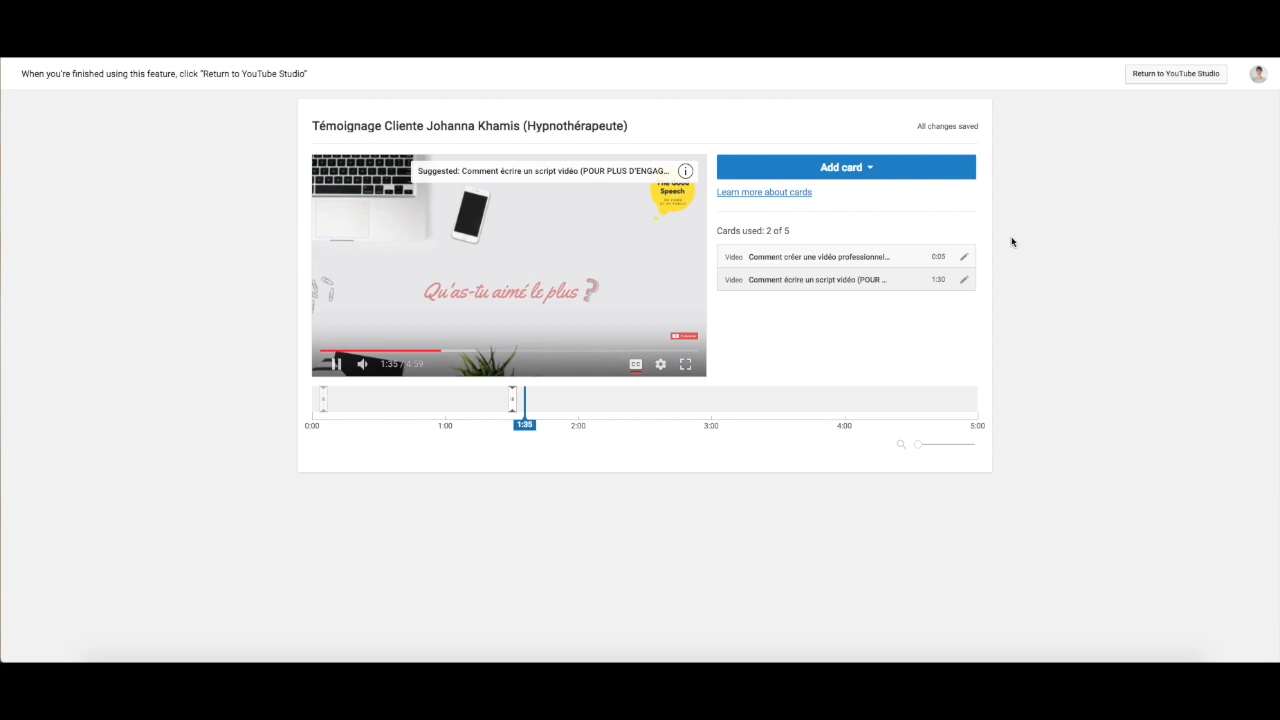 When you're finished using this feature, click “Return to YouTube Studio”
Return to YouTube Studio
Témoignage Cliente Johanna Khamis (Hypnothérapeute)
All changes saved
Suggested: Comment écrire un script vidéo (POUR PLUS D'ENGAG...
The Good
Speech
Qu'as-tu aimé le plus ?
1:35 / 4:59
CC
Add card
Learn more about cards
Cards used: 2 of 5
Video Comment créer une vidéo professionnel... 0:05
Video Comment écrire un script vidéo (POUR ... 1:30
0:00 1:00 1:35 2:00 3:00 4:00 5:00